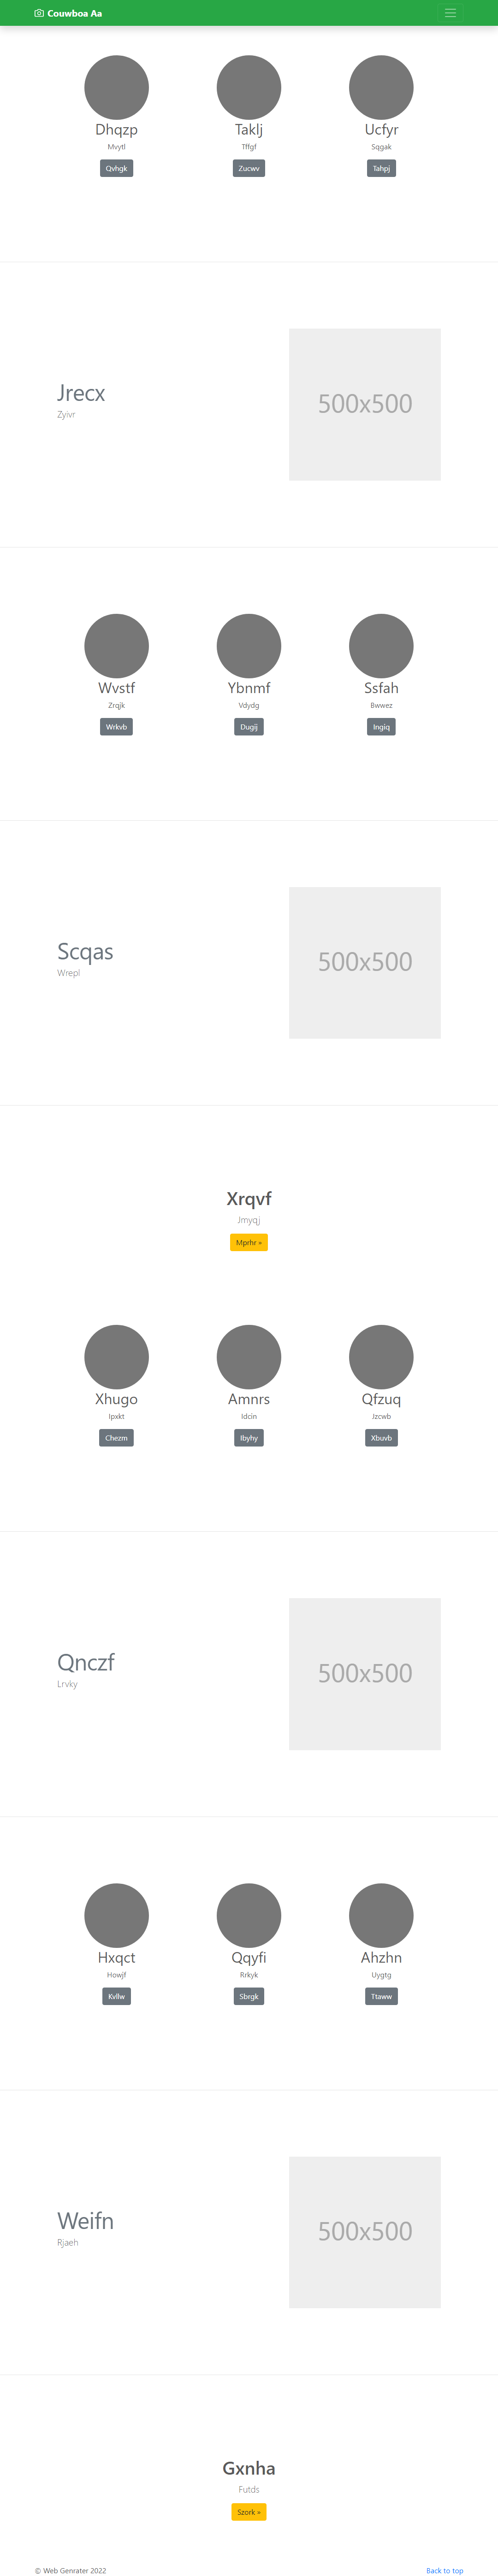 Couwboa Aa
Dhqzp Taklj Ucfyr
Mvytl Tffgf Sqgak
Qvhgk Zucwv Tahpj
Jrecx
Zyivr
500x500
Wvstf Ybnmf Ssfah
Zrqjk Vdydg Bwwez
Wrkvb Dugij Ingiq
Scqas
Wrepl
500x500
Xrqvf
Jmyqj
Mprhr »
Xhugo Amnrs Qfzuq
Ipxkt Idcin Jzcwb
Chezm Ibyhy Xbuvb
Qnczf
Lrvky
500x500
Hxqct Qqyfi Ahzhn
Howjf Rrkyk Uygtg
Kvllw Sbrgk Ttaww
Weifn
Rjaeh
500x500
Gxnha
Futds
Szork »
© Web Genrater 2022 Back to top